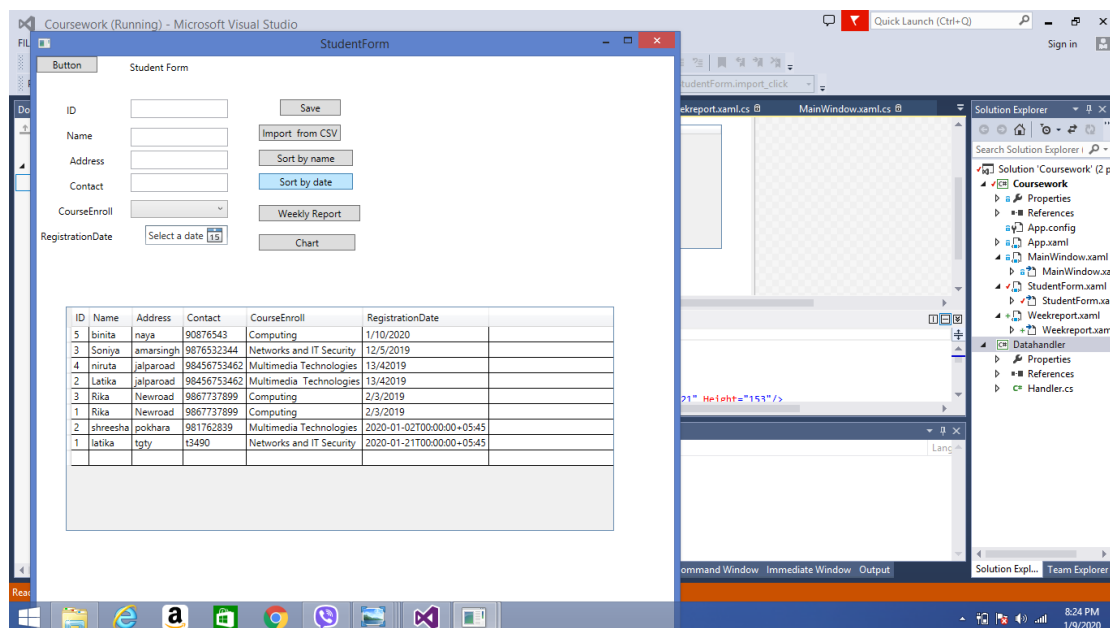 Coursework (Running) - Microsoft Visual Studio
Quick Launch (Ctrl+Q)
FIL
StudentForm
Sign in
Button
Student Form
tudentForm.import_click
ID
Save
Do
ekreport.xaml.cs
MainWindow.xaml.cs
Solution Explorer
Name
Import from CSV
Search Solution Explorer (
Address
Sort by name
Solution 'Coursework' (2 p
Contact
Sort by date
Coursework
Properties
CourseEnroll
Weekly Report
References
App.config
RegistrationDate
Select a date
15
Chart
App.xaml
MainWindow.xaml
MainWindow.xa
StudentForm.xaml
StudentForm.xa
Weekreport.xaml
Weekreport.xam
Datahandler
Properties
References
Handler.cs
ID Name Address Contact CourseEnroll RegistrationDate
5 binita naya 90876543 Computing 1/10/2020
3 Soniya amarsingh 9876532344 Networks and IT Security 12/5/2019
4 niruta jalparoad 98456753462 Multimedia Technologies 13/42019
2 Latika jalparoad 98456753462 Multimedia Technologies 13/42019
3 Rika Newroad 9867737899 Computing 2/3/2019
1 Rika Newroad 9867737899 Computing 2/3/2019
2 shreesha pokhara 981762839 Multimedia Technologies 2020-01-02T00:00:00+05:45
1 latika tgty t3490 Networks and IT Security 2020-01-21T00:00:00+05:45
21" Height="153"/>
Lang
ommand Window Immediate Window Output
Solution Expl... Team Explorer
Read
8:24 PM
1/9/2020